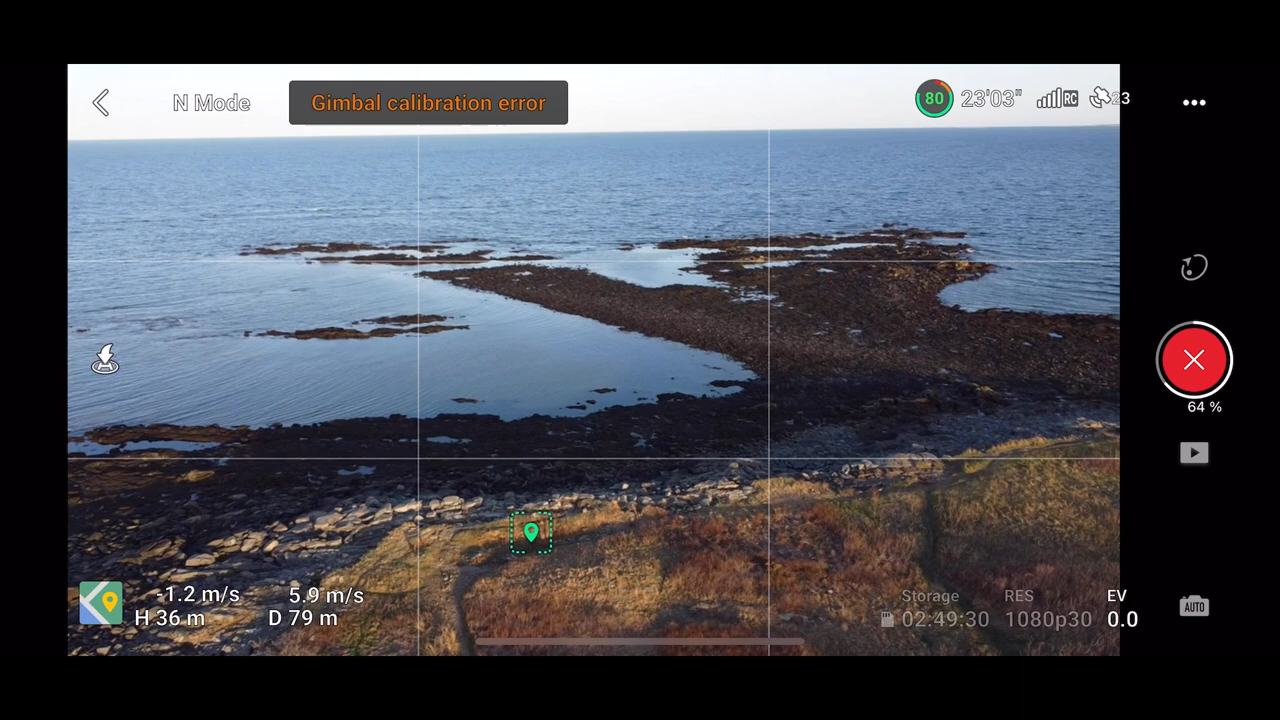 N Mode
Gimbal calibration error
80
23'03"
RC
23
64 %
-1.2 m/s
5.9 m/s
H 36 m
D 79 m
Storage
RES
EV
02:49:30
1080p30
0.0
AUTO